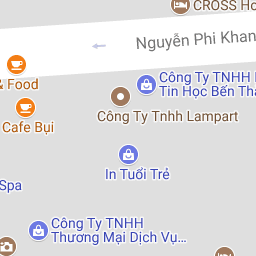 CROSS Ho
Nguyễn Phi Khan
& Food
Công Ty TNHH
Tin Học Bến Th
Công Ty Tnhh Lampart
Cafe Bụi
In Tuổi Trẻ
Spa
Công Ty TNHH
Thương Mại Dịch Vụ...